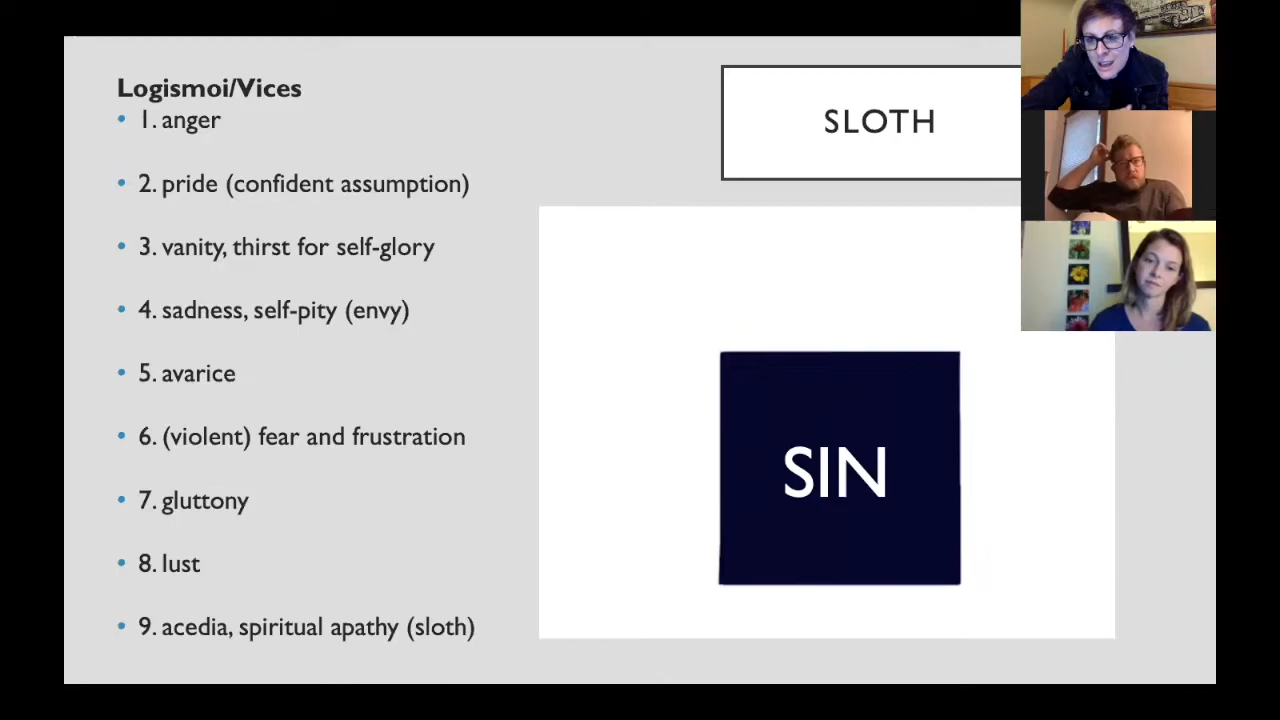 Logismoi/Vices
• 1. anger
• 2. pride (confident assumption)
• 3. vanity, thirst for self-glory
• 4. sadness, self-pity (envy)
• 5. avarice
• 6. (violent) fear and frustration
• 7. gluttony
• 8. lust
• 9. acedia, spiritual apathy (sloth)
SLOTH
SIN